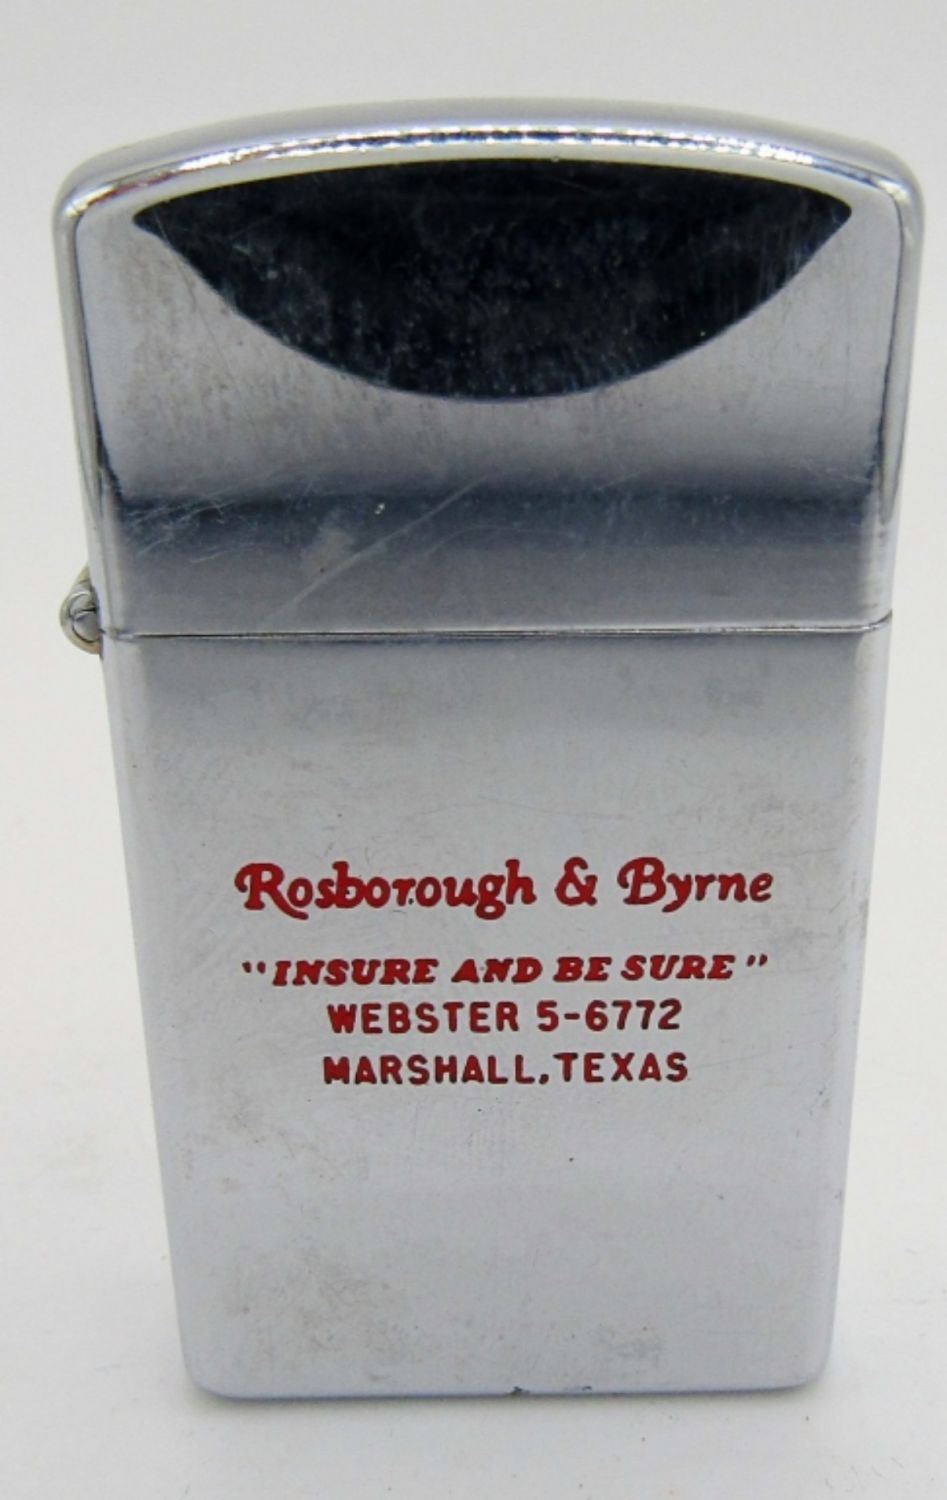 Rosborough & Byrne
"INSURE AND BE SURE"
WEBSTER 5-6772
MARSHALL, TEXAS